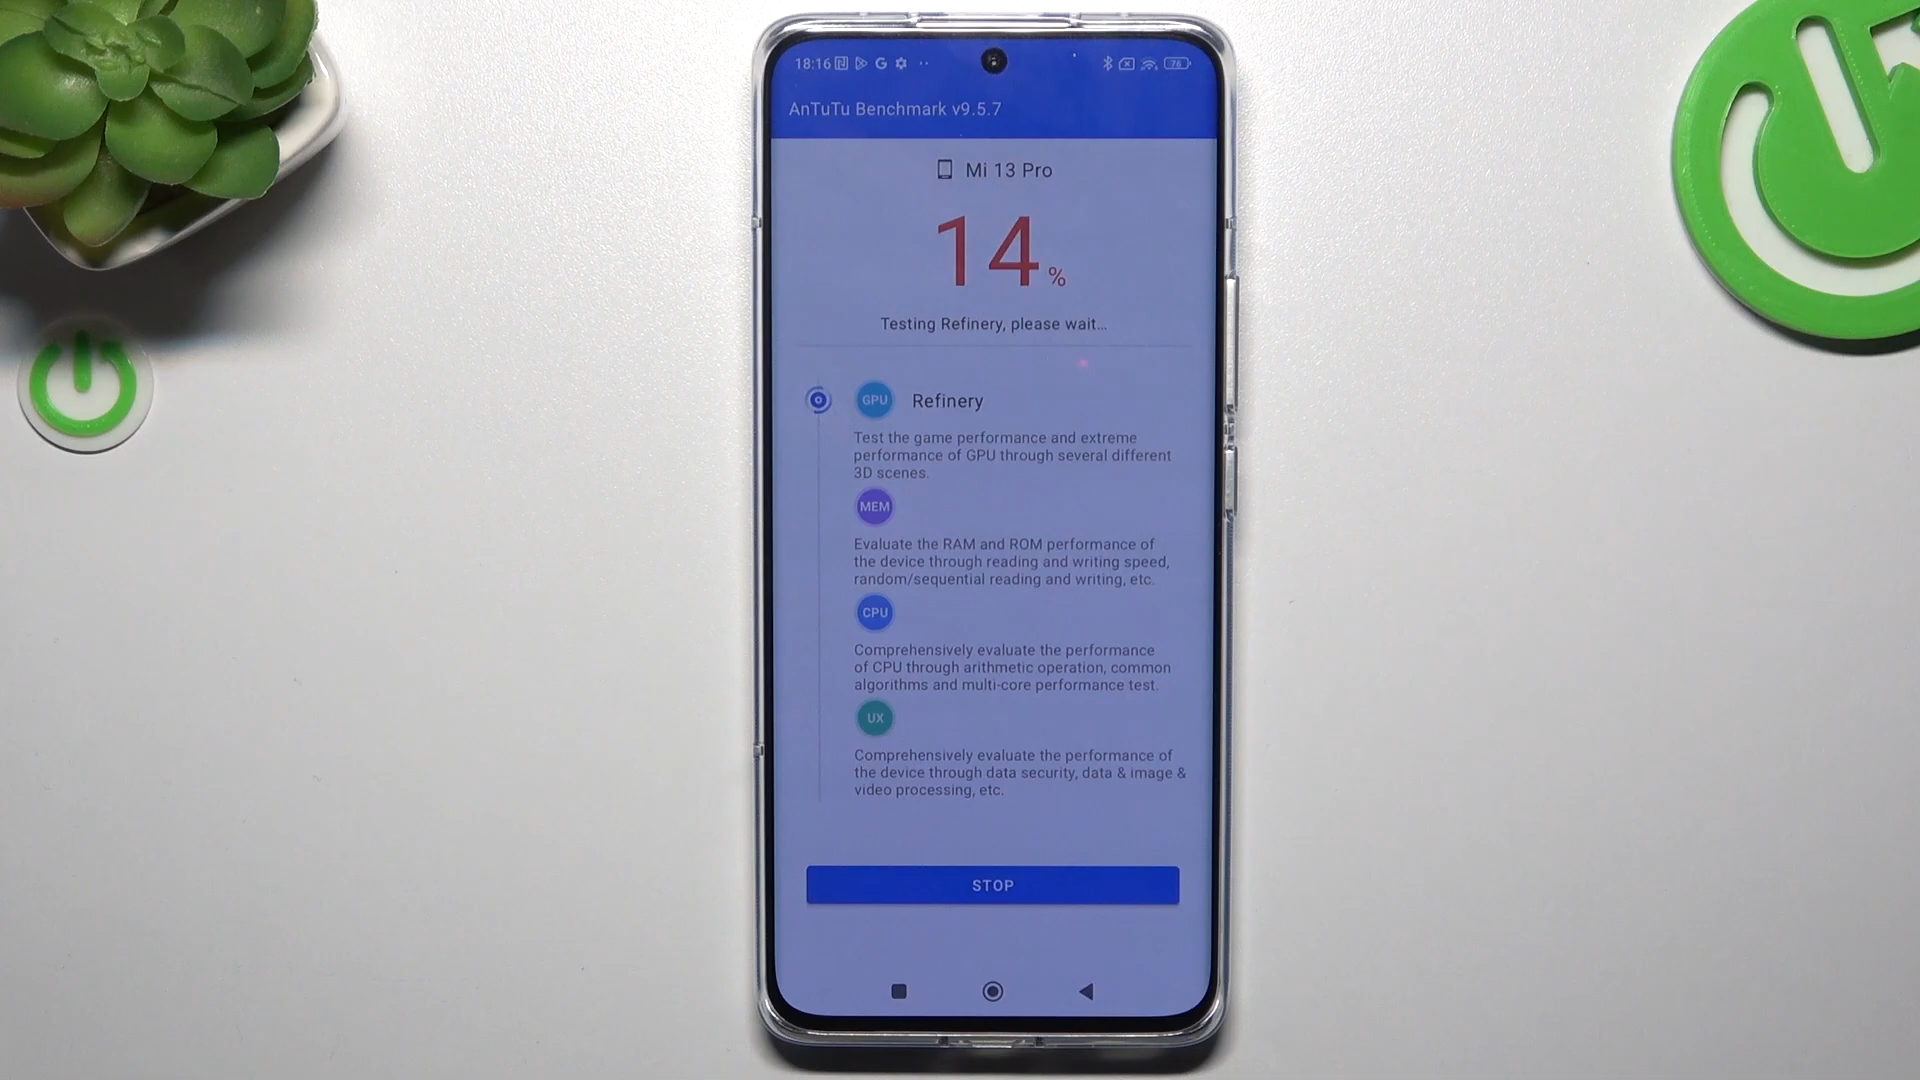 18:16 G 76
AnTuTu Benchmark v9.5.7
Mi 13 Pro
14%
Testing Refinery, please wait...
GPU Refinery
Test the game performance and extreme
performance of GPU through several different
3D scenes.
MEM
Evaluate the RAM and ROM performance of
the device through reading and writing speed,
random/sequential reading and writing, etc.
CPU
Comprehensively evaluate the performance
of CPU through arithmetic operation, common
algorithms and multi-core performance test.
UX
Comprehensively evaluate the performance of
the device through data security, data & image &
video processing, etc.
STOP